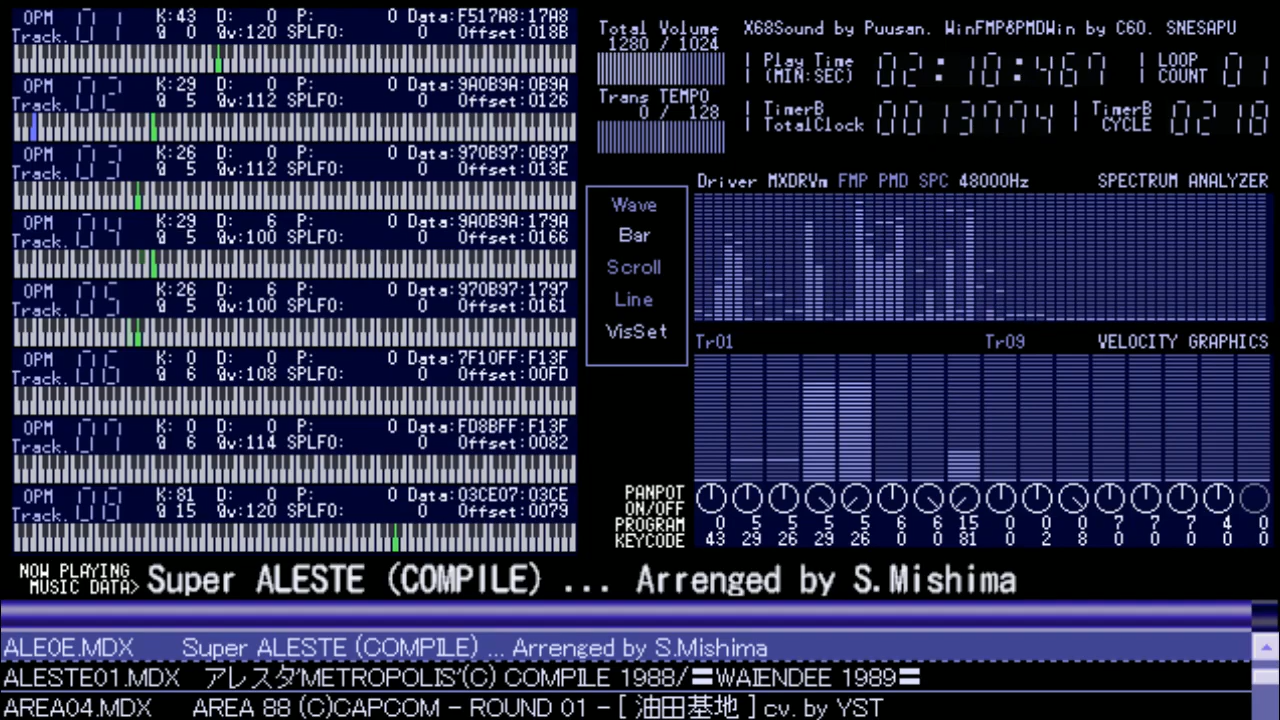 OPM Track. 01 K:43 D: 0 P: 0 Data:F517A8:17A8
@ 0 @v:120 SPLFO: 0 Offset:018B
OPM Track. 02 K:29 D: 0 P: 0 Data:9A0B9A:0B9A
@ 5 @v:112 SPLFO: 0 Offset:0126
OPM Track. 03 K:26 D: 0 P: 0 Data:970B97:0B97
@ 5 @v:112 SPLFO: 0 Offset:013E
OPM Track. 04 K:29 D: 6 P: 0 Data:9A0B9A:179A
@ 5 @v:100 SPLFO: 0 Offset:0166
OPM Track. 05 K:26 D: 6 P: 0 Data:970B97:1797
@ 5 @v:100 SPLFO: 0 Offset:0161
OPM Track. 06 K: 0 D: 0 P: 0 Data:7F10FF:F13F
@ 6 @v:108 SPLFO: 0 Offset:00FD
OPM Track. 07 K: 0 D: 0 P: 0 Data:FD8BFF:F13F
@ 6 @v:114 SPLFO: 0 Offset:0082
OPM Track. 08 K:81 D: 0 P: 0 Data:03CE07:03CE
@ 15 @v:120 SPLFO: 0 Offset:0079
Total Volume
1280 / 1024
Trans TEMPO
0 / 128
X68Sound by Puusan. WinFMP&PMDWin by C60. SNESAPU
Play Time (MIN:SEC) 02:10:467
LOOP COUNT 01
TimerB TotalClock 0013774
TimerB CYCLE 0218
Wave
Bar
Scroll
Line
VisSet
Driver MXDRVm FMP PMD SPC 48000Hz SPECTRUM ANALYZER
Tr01 Tr09 VELOCITY GRAPHICS
PANPOT
ON/OFF
PROGRAM 0 5 5 5 5 6 6 15 0 0 0 7 7 7 4 0
KEYCODE 43 29 26 29 26 0 0 81 0 2 8 0 0 0 0 0
NOW PLAYING MUSIC DATA> Super ALESTE (COMPILE) ... Arranged by S.Mishima
ALE0E.MDX Super ALESTE (COMPILE) ... Arranged by S.Mishima
ALESTE01.MDX アレスタ'METROPOLIS'(C) COMPILE 1988/〓WAIENDEE 1989〓
AREA04.MDX AREA 88 (C)CAPCOM - ROUND 01 - [ 油田基地 ] cv. by YST